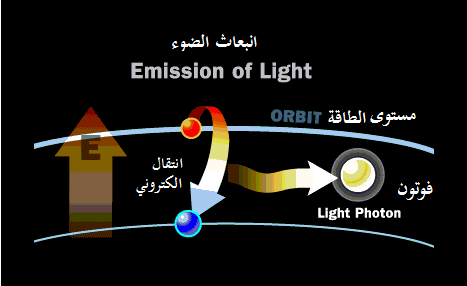 انبعاث الضوء
Emission of Light
ORBIT مستوى الطاقة
E
انتقال
الكتروني
فوتون
Light Photon